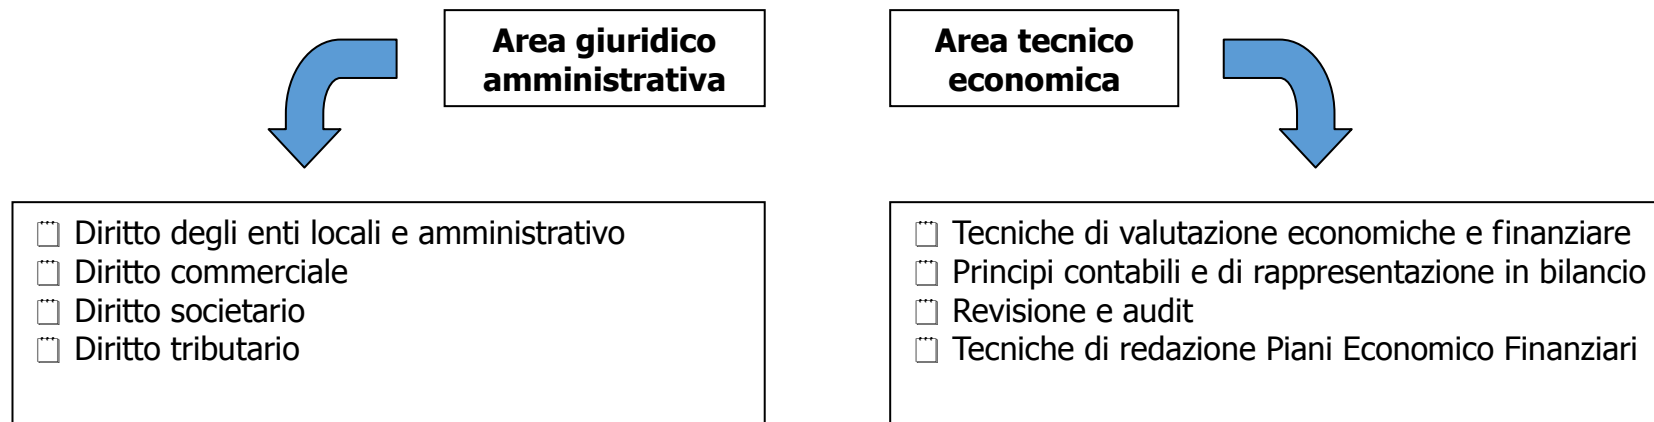 Area giuridico
amministrativa
Area tecnico
economica
Diritto degli enti locali e amministrativo
Diritto commerciale
Diritto societario
Diritto tributario
Tecniche di valutazione economiche e finanziare
Principi contabili e di rappresentazione in bilancio
Revisione e audit
Tecniche di redazione Piani Economico Finanziari